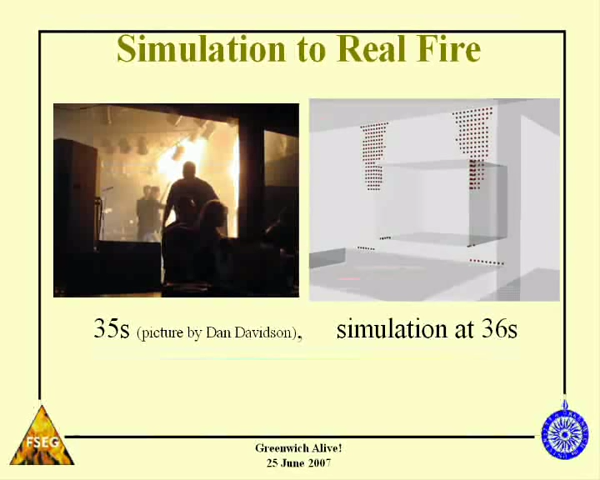 Simulation to Real Fire
35s (picture by Dan Davidson), simulation at 36s
FSEG
Greenwich Alive!
25 June 2007